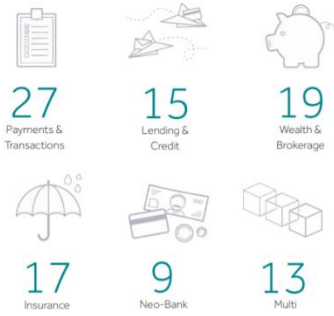 27
Payments &
Transactions
15
Lending &
Credit
19
Wealth &
Brokerage
17
Insurance
9
Neo-Bank
13
Multi